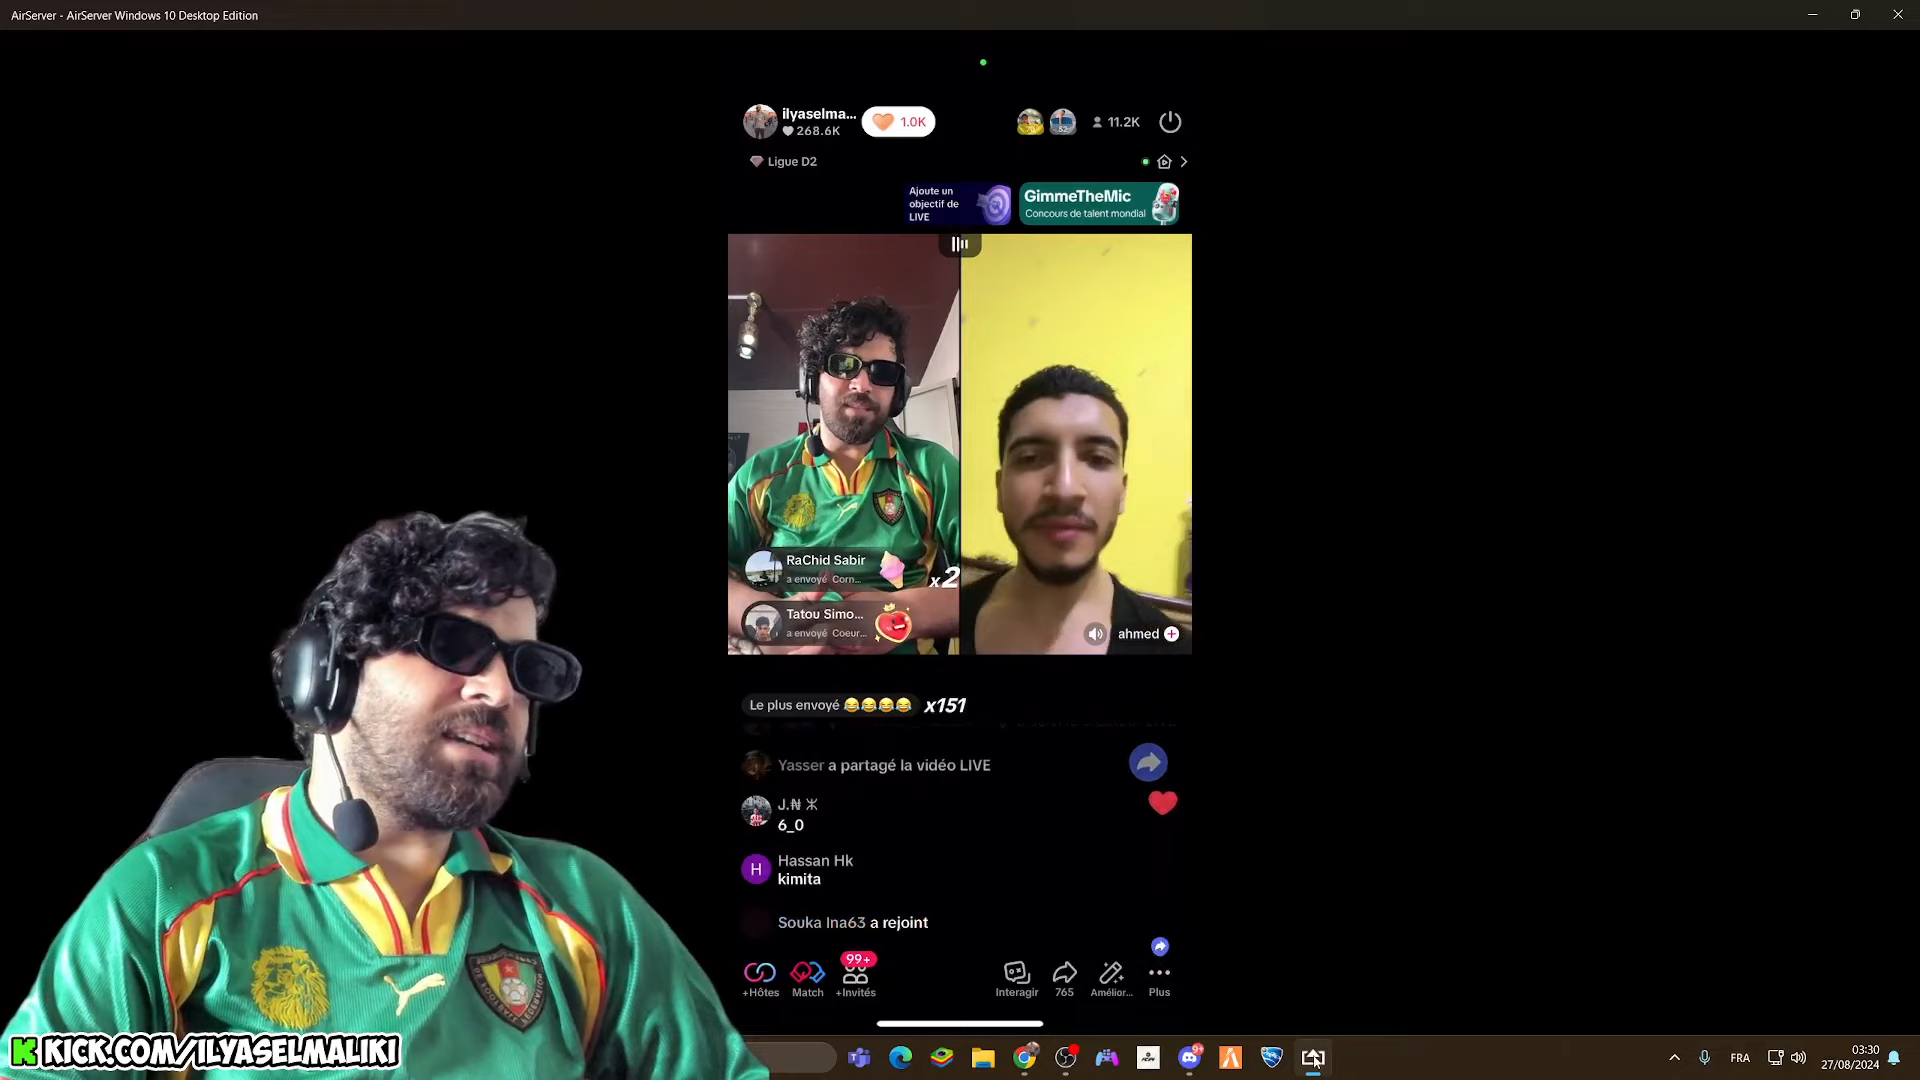 AirServer - AirServer Windows 10 Desktop Edition
ilyaselma...
268.6K
1.0K
11.2K
Ligue D2
Ajoute un
objectif de
LIVE
GimmeTheMic
Concours de talent mondial
RaChid Sabir
a envoyé Corn...
x2
Tatou Simo...
a envoyé Coeur...
ahmed
Le plus envoyé 😂😂😂😂 x151
Yasser a partagé la vidéo LIVE
J.₦ ⵣ
6_0
H
Hassan Hk
kimita
Souka Ina63 a rejoint
99+
+Hôtes
Match
+Invités
Interagir
765
Amélior...
Plus
K KICK.COM/ILYASELMALIKI
9+
FRA
03:30
27/08/2024